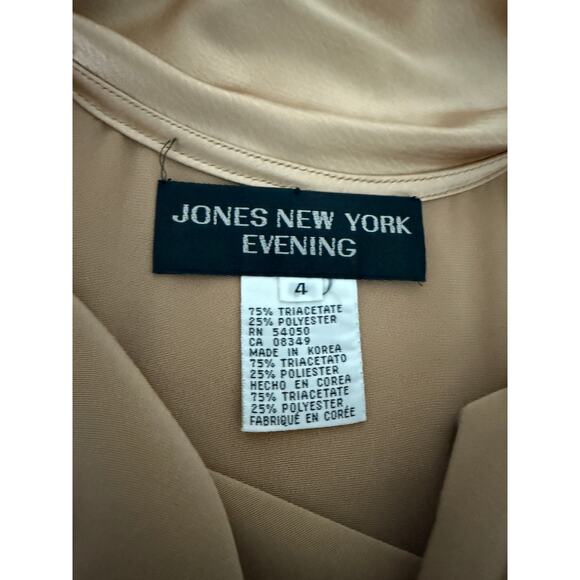 JONES NEW YORK
EVENING
4
75% TRIACETATE
25% POLYESTER
RN 54050
CA 08349
MADE IN KOREA
75% TRIACETATO
25% POLIESTER
HECHO EN COREA
75% TRIACETATE
25% POLYESTER
FABRIQUÉ EN CORÉE